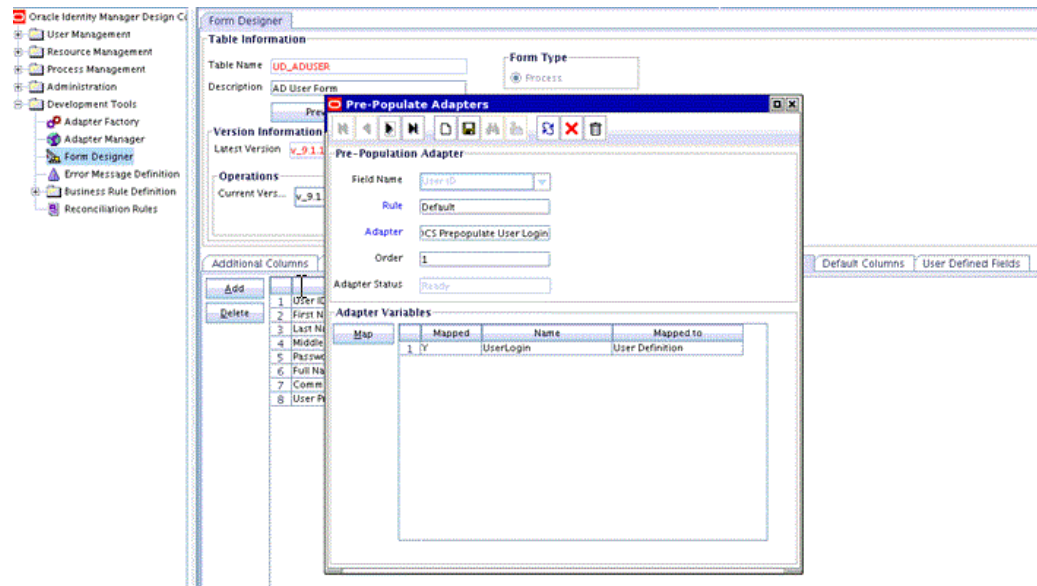 Oracle Identity Manager Design C
User Management
Resource Management
Process Management
Administration
Development Tools
Adapter Factory
Adapter Manager
Form Designer
Error Message Definition
Business Rule Definition
Reconciliation Rules
Form Designer
Table Information
Table Name UD_ADUSER
Description AD User Form
Form Type
Process
Prev
Version Information
Latest Version v_9.1.1
Operations
Current Vers... v_9.1
Additional Columns
Default Columns
User Defined Fields
Add
Delete
1 User ID
2 First N
3 Last N
4 Middle
5 Passwo
6 Full Na
7 Comm
8 User P
Pre-Populate Adapters
Pre-Population Adapter
Field Name User ID
Rule Default
Adapter CS Prepopulate User Login
Order 1
Adapter Status Ready
Adapter Variables
Map
Mapped Name Mapped to
1 Y UserLogin User Definition